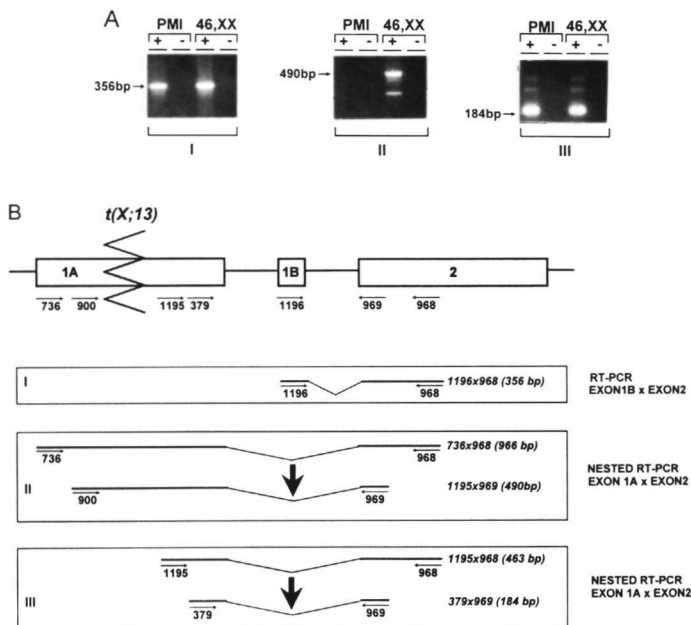 A
PMI 46,XX
+ - + -
356bp
I
PMI 46,XX
+ - + -
490bp
II
PMI 46,XX
+ - + -
184bp
III
B
t(X;13)
1A 1B 2
736 900 1195 379 1196 969 968
I
1196 968
1196x968 (356 bp)
RT-PCR
EXON1B x EXON2
II
736 968
736x968 (966 bp)
900 969
1195x969 (490bp)
NESTED RT-PCR
EXON 1A x EXON2
III
1195 968
1195x968 (463 bp)
379 969
379x969 (184 bp)
NESTED RT-PCR
EXON 1A x EXON2